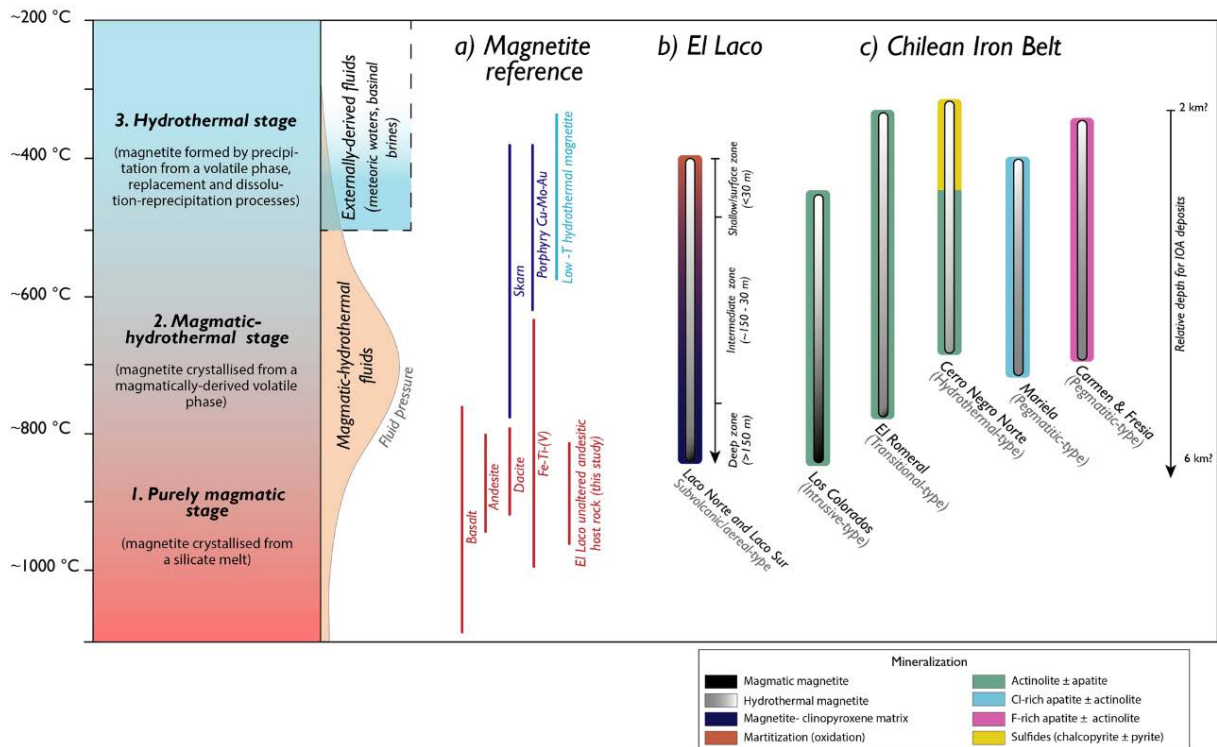 ~200 °C
~400 °C
~600 °C
~800 °C
~1000 °C
3. Hydrothermal stage
(magnetite formed by precipi-
tation from a volatile phase,
replacement and dissolu-
tion-reprecipitation processes)
2. Magmatic-
hydrothermal stage
(magnetite crystallised from a
magmatically-derived volatile
phase)
1. Purely magmatic
stage
(magnetite crystallised from
a silicate melt)
Externally-derived fluids
(meteoric waters, basinal
brines)
Magmatic-hydrothermal
fluids
Fluid pressure
a) Magnetite
reference
Basalt
Andesite
Dacite
Skarn
Fe-Ti-(V)
Porphyry Cu-Mo-Au
Low -T hydrothermal magnetite
El Laco unaltered andesitic
host rock (this study)
b) El Laco
Shallow/surface zone
(<30 m)
Intermediate zone
(~150 - 30 m)
Deep zone
(>150 m)
Laco Norte and Laco Sur
Subvolcanic/aereal-type
c) Chilean Iron Belt
Los Colorados
(Intrusive-type)
El Romeral
(Transitional-type)
Cerro Negro Norte
(Hydrothermal-type)
Mariela
(Pegmatitic-type)
Carmen & Fresia
(Pegmatitic-type)
2 km?
Relative depth for IOA deposits
6 km?
Mineralization
Magmatic magnetite
Hydrothermal magnetite
Magnetite- clinopyroxene matrix
Martitization (oxidation)
Actinolite ± apatite
Cl-rich apatite ± actinolite
F-rich apatite ± actinolite
Sulfides (chalcopyrite ± pyrite)